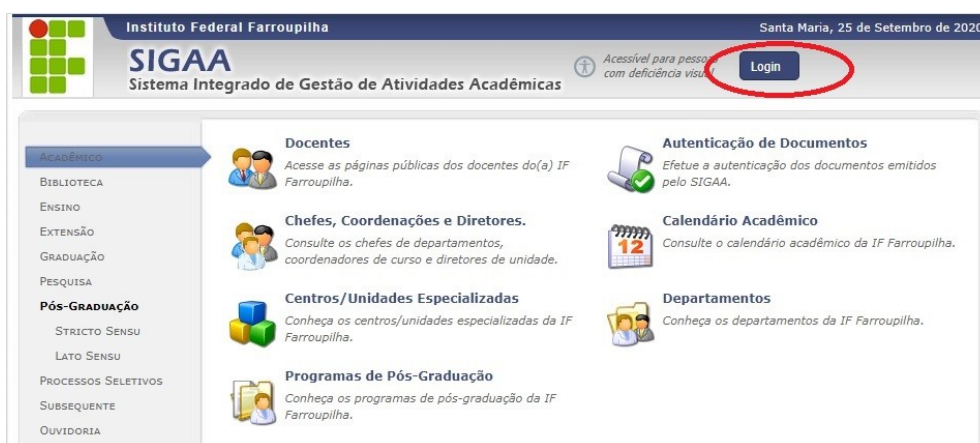 Instituto Federal Farroupilha
Santa Maria, 25 de Setembro de 2020
SIGAA
Sistema Integrado de Gestão de Atividades Acadêmicas
Acessível para pessoas
com deficiência visual
Login
Acadêmico
Biblioteca
Ensino
Extensão
Graduação
Pesquisa
Pós-Graduação
Stricto Sensu
Lato Sensu
Processos Seletivos
Subsequente
Ouvidoria
Docentes
Acesse as páginas públicas dos docentes do(a) IF
Farroupilha.
Autenticação de Documentos
Efetue a autenticação dos documentos emitidos
pelo SIGAA.
Chefes, Coordenações e Diretores.
Consulte os chefes de departamentos,
coordenadores de curso e diretores de unidade.
Calendário Acadêmico
12
Consulte o calendário acadêmico da IF Farroupilha.
Centros/Unidades Especializadas
Conheça os centros/unidades especializadas da IF
Farroupilha.
Departamentos
Conheça os departamentos da IF Farroupilha.
Programas de Pós-Graduação
Conheça os programas de pós-graduação da IF
Farroupilha.